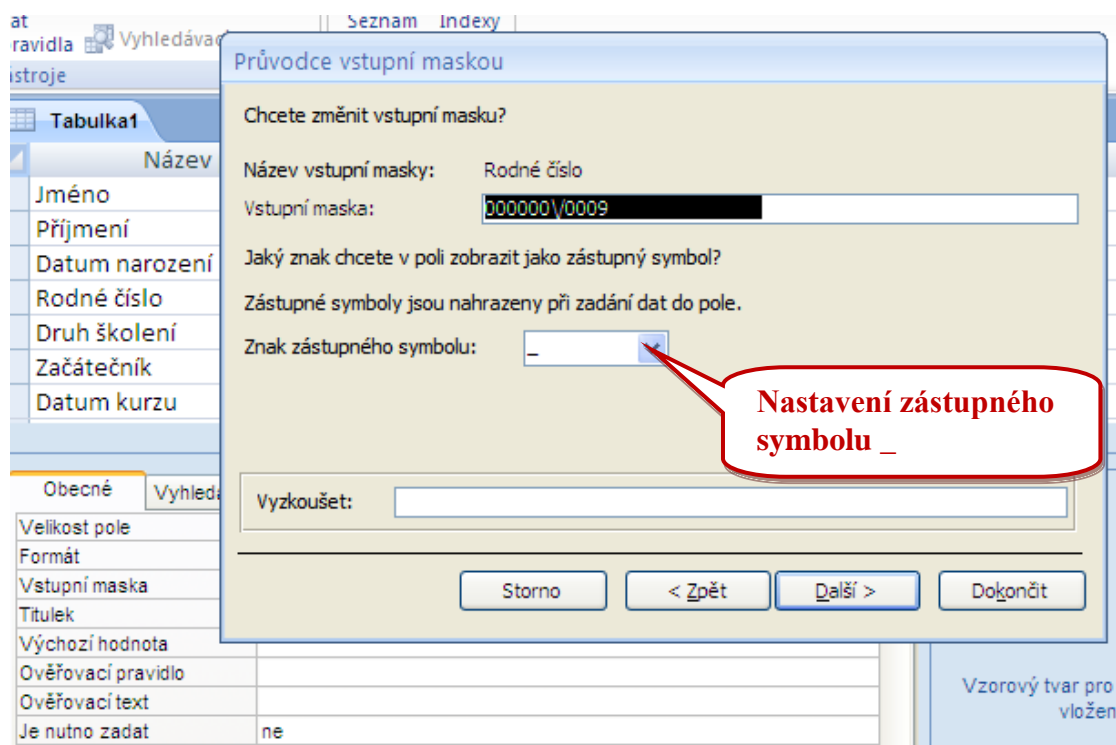 at
Seznam Indexy
ravidla Vyhledávac
stroje
Průvodce vstupní maskou
Tabulka1
Chcete změnit vstupní masku?
Název
Název vstupní masky: Rodné číslo
Jméno
Vstupní maska: 000000\/0009
Příjmení
Datum narození
Jaký znak chcete v poli zobrazit jako zástupný symbol?
Rodné číslo
Zástupné symboly jsou nahrazeny při zadání dat do pole.
Druh školení
Znak zástupného symbolu: _
Začátečník
Datum kurzu
Nastavení zástupného
symbolu _
Obecné Vyhledá
Vyzkoušet:
Velikost pole
Formát
Vstupní maska
Storno < Zpět Další > Dokončit
Titulek
Výchozí hodnota
Ověřovací pravidlo
Ověřovací text
Je nutno zadat ne
Vzorový tvar pro
vložen